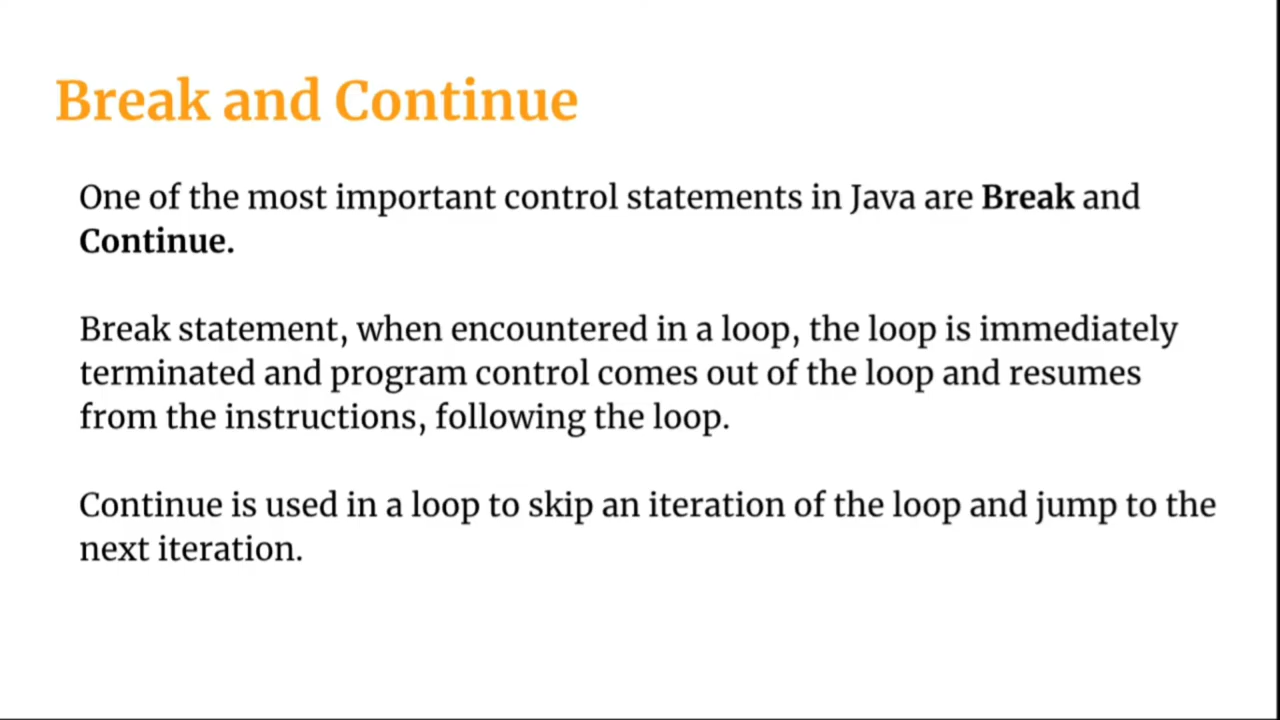 Break and Continue
One of the most important control statements in Java are Break and
Continue.
Break statement, when encountered in a loop, the loop is immediately
terminated and program control comes out of the loop and resumes
from the instructions, following the loop.
Continue is used in a loop to skip an iteration of the loop and jump to the
next iteration.